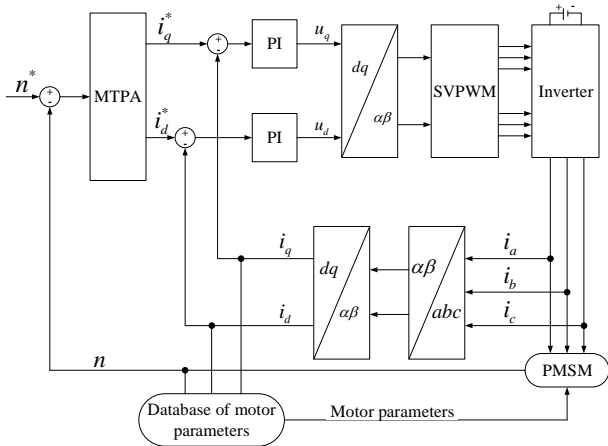 n*
+
-
MTPA
i*q
i*d
+
-
+
-
PI
PI
uq
ud
dq
αβ
SVPWM
+ -
Inverter
iq
id
dq
αβ
αβ
abc
ia
ib
ic
n
PMSM
Database of motor
parameters
Motor parameters